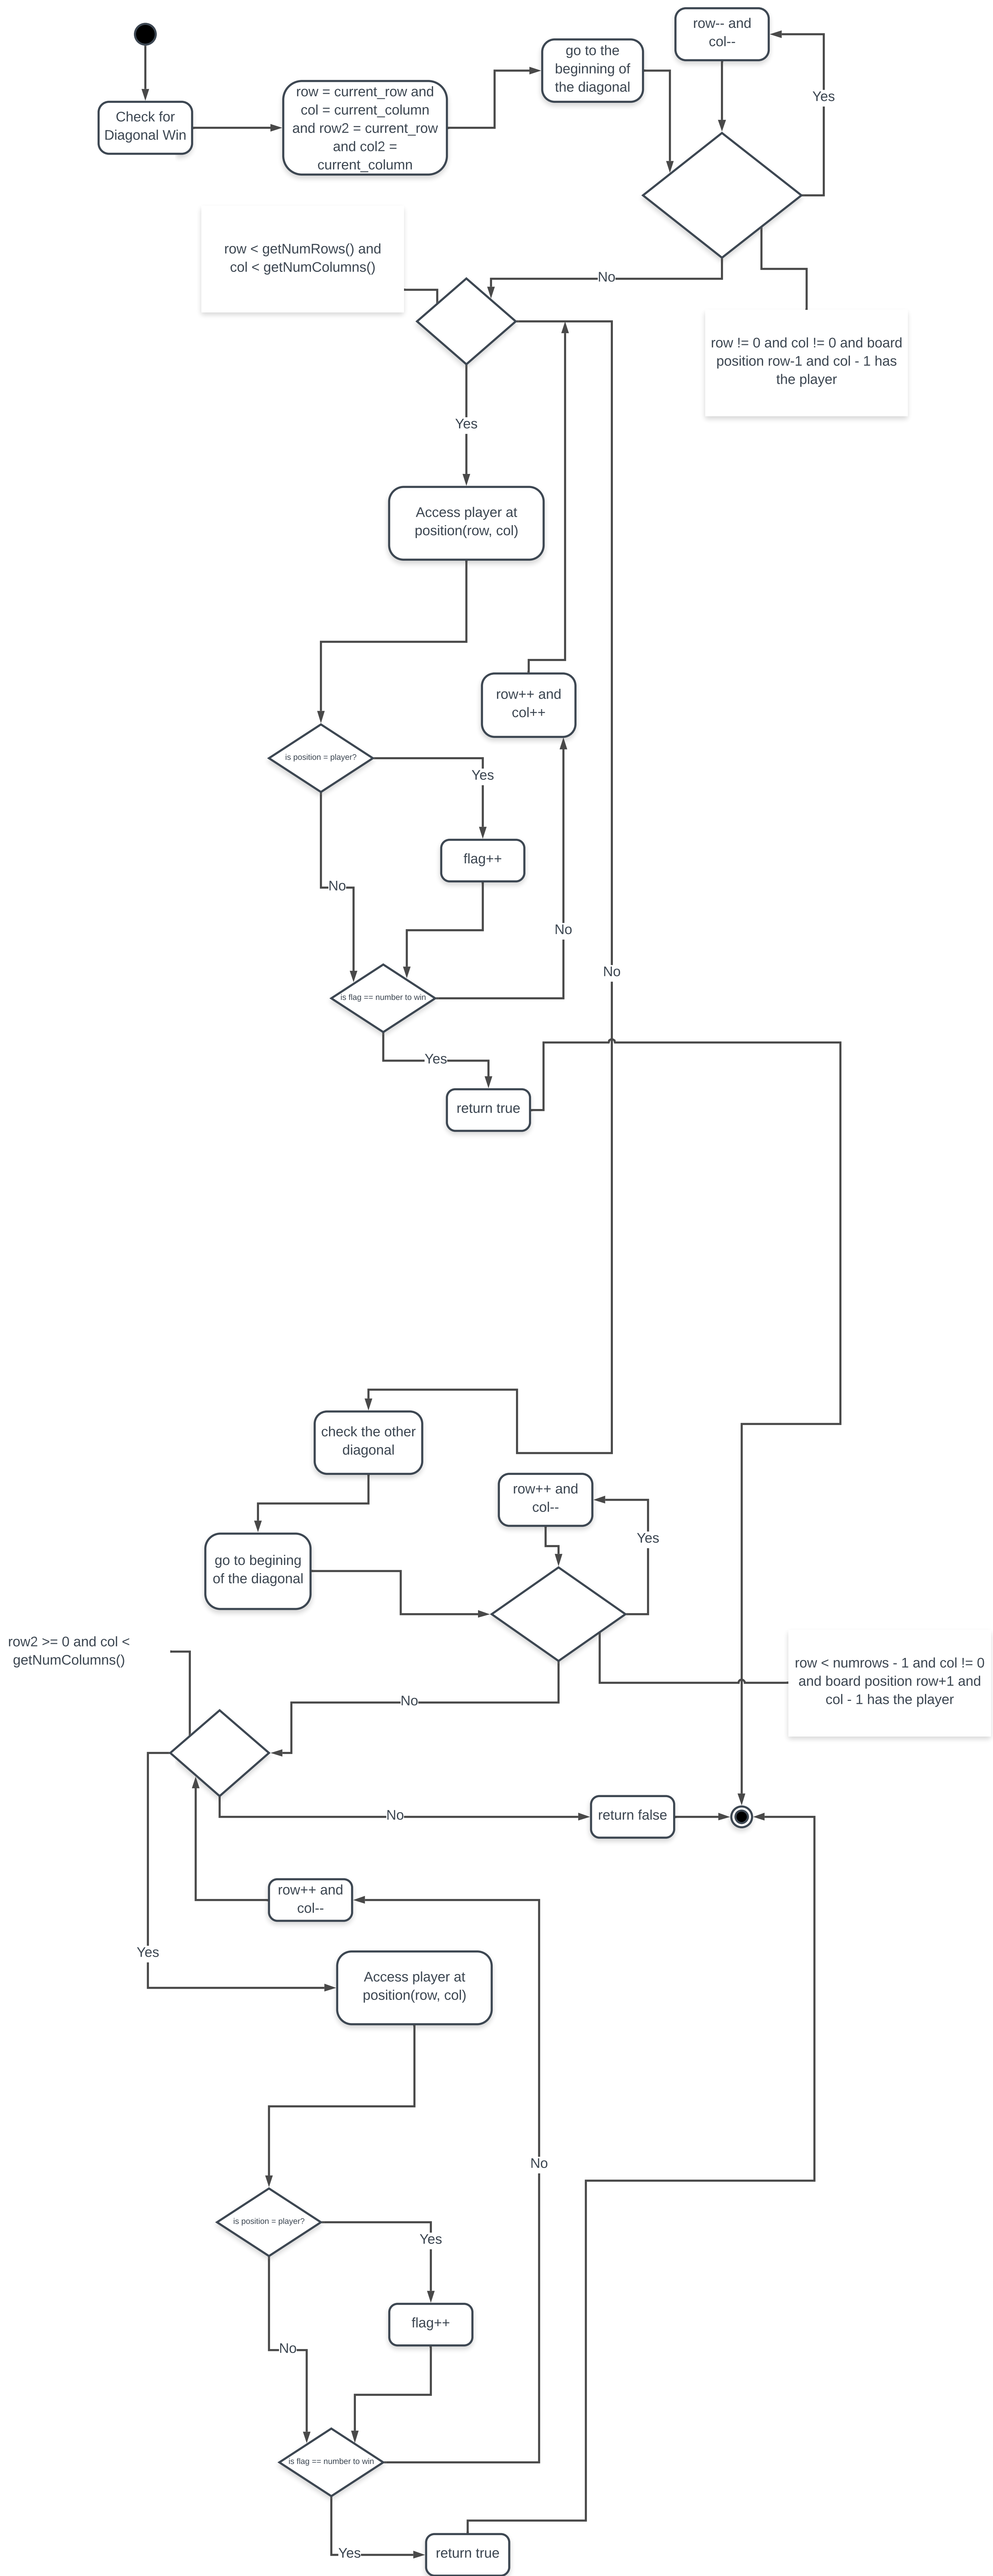 row-- and
col--
go to the
beginning of
the diagonal
Yes
Check for
Diagonal Win
row = current_row and
col = current_column
and row2 = current_row
and col2 =
current_column
row < getNumRows() and
col < getNumColumns()
No
row != 0 and col != 0 and board
position row-1 and col - 1 has
the player
Yes
Access player at
position(row, col)
row++ and
col++
is position = player?
Yes
flag++
No
No
No
is flag == number to win
Yes
return true
check the other
diagonal
row++ and
col--
Yes
go to begining
of the diagonal
row2 >= 0 and col <
getNumColumns()
row < numrows - 1 and col != 0
and board position row+1 and
col - 1 has the player
No
No
return false
row++ and
col--
Yes
Access player at
position(row, col)
No
is position = player?
Yes
flag++
No
is flag == number to win
Yes
return true